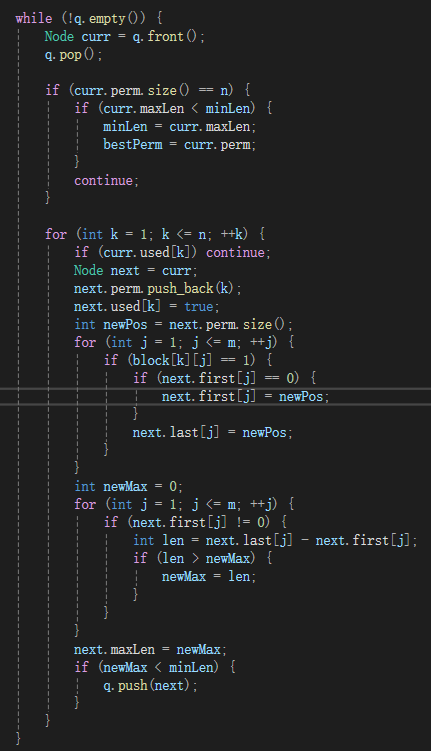 while (!q.empty()) {
    Node curr = q.front();
    q.pop();

    if (curr.perm.size() == n) {
        if (curr.maxLen < minLen) {
            minLen = curr.maxLen;
            bestPerm = curr.perm;
        }
        continue;
    }

    for (int k = 1; k <= n; ++k) {
        if (curr.used[k]) continue;
        Node next = curr;
        next.perm.push_back(k);
        next.used[k] = true;
        int newPos = next.perm.size();
        for (int j = 1; j <= m; ++j) {
            if (block[k][j] == 1) {
                if (next.first[j] == 0) {
                    next.first[j] = newPos;
                }
                next.last[j] = newPos;
            }
        }
        int newMax = 0;
        for (int j = 1; j <= m; ++j) {
            if (next.first[j] != 0) {
                int len = next.last[j] - next.first[j];
                if (len > newMax) {
                    newMax = len;
                }
            }
        }
        next.maxLen = newMax;
        if (newMax < minLen) {
            q.push(next);
        }
    }
}